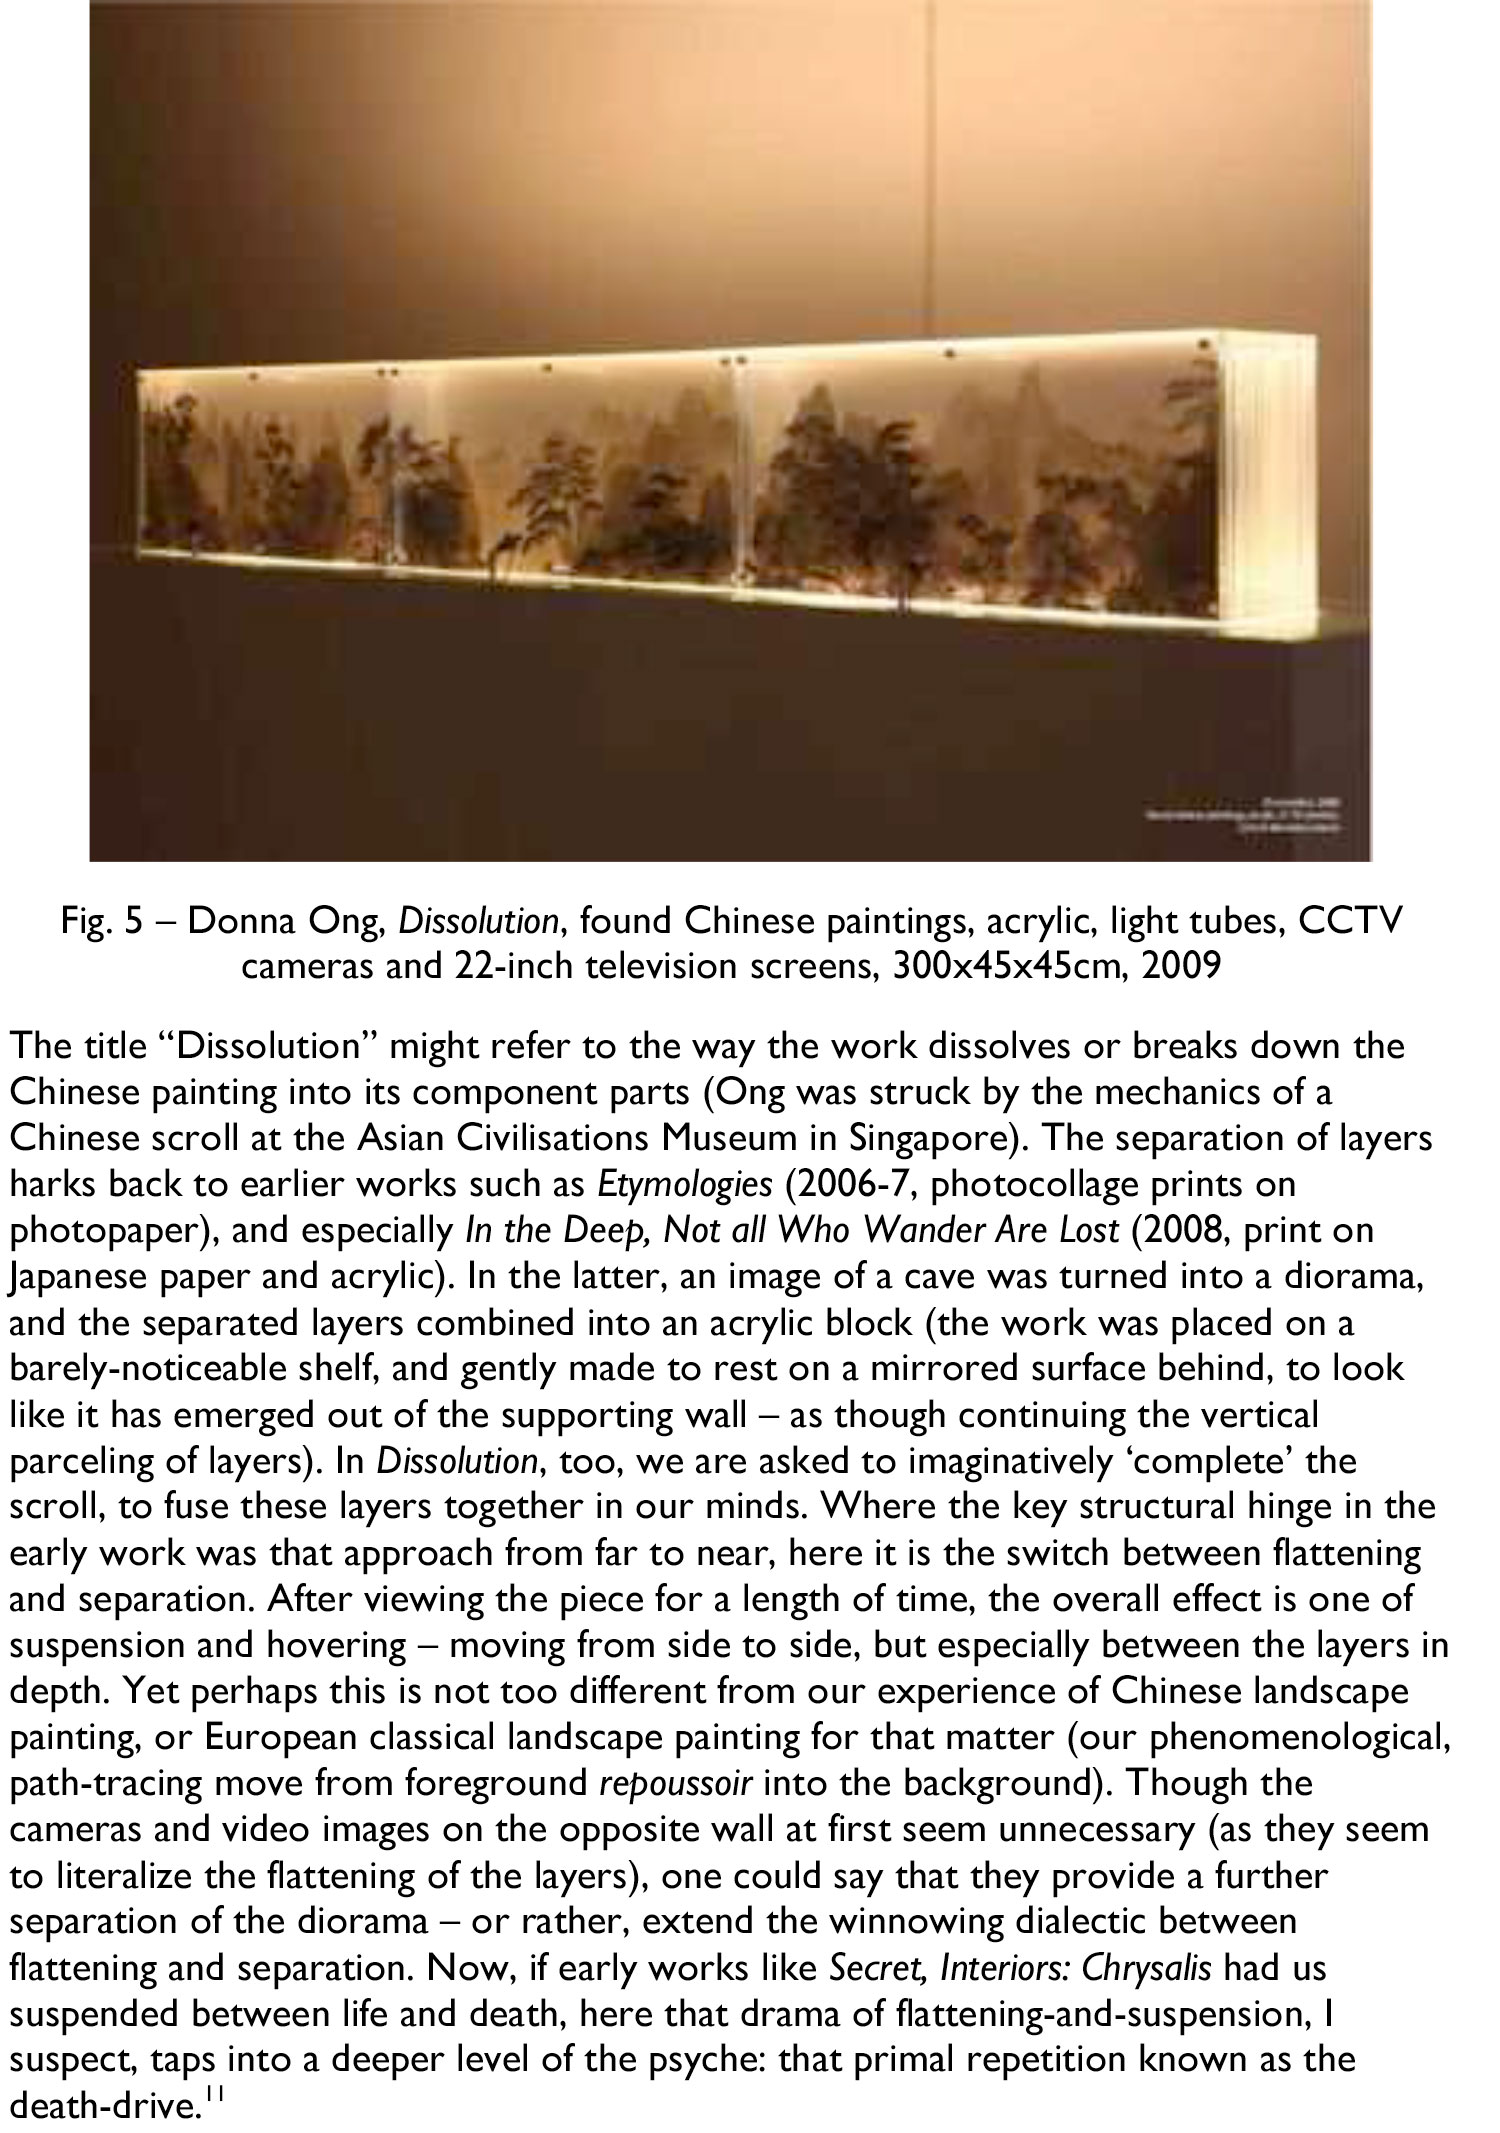 Fig. 5 – Donna Ong, Dissolution, found Chinese paintings, acrylic, light tubes, CCTV
cameras and 22-inch television screens, 300x45x45cm, 2009
The title “Dissolution” might refer to the way the work dissolves or breaks down the
Chinese painting into its component parts (Ong was struck by the mechanics of a
Chinese scroll at the Asian Civilisations Museum in Singapore). The separation of layers
harks back to earlier works such as Etymologies (2006-7, photocollage prints on
photopaper), and especially In the Deep, Not all Who Wander Are Lost (2008, print on
Japanese paper and acrylic). In the latter, an image of a cave was turned into a diorama,
and the separated layers combined into an acrylic block (the work was placed on a
barely-noticeable shelf, and gently made to rest on a mirrored surface behind, to look
like it has emerged out of the supporting wall – as though continuing the vertical
parceling of layers). In Dissolution, too, we are asked to imaginatively ‘complete’ the
scroll, to fuse these layers together in our minds. Where the key structural hinge in the
early work was that approach from far to near, here it is the switch between flattening
and separation. After viewing the piece for a length of time, the overall effect is one of
suspension and hovering – moving from side to side, but especially between the layers in
depth. Yet perhaps this is not too different from our experience of Chinese landscape
painting, or European classical landscape painting for that matter (our phenomenological,
path-tracing move from foreground repoussoir into the background). Though the
cameras and video images on the opposite wall at first seem unnecessary (as they seem
to literalize the flattening of the layers), one could say that they provide a further
separation of the diorama – or rather, extend the winnowing dialectic between
flattening and separation. Now, if early works like Secret, Interiors: Chrysalis had us
suspended between life and death, here that drama of flattening-and-suspension, I
suspect, taps into a deeper level of the psyche: that primal repetition known as the
death-drive.11